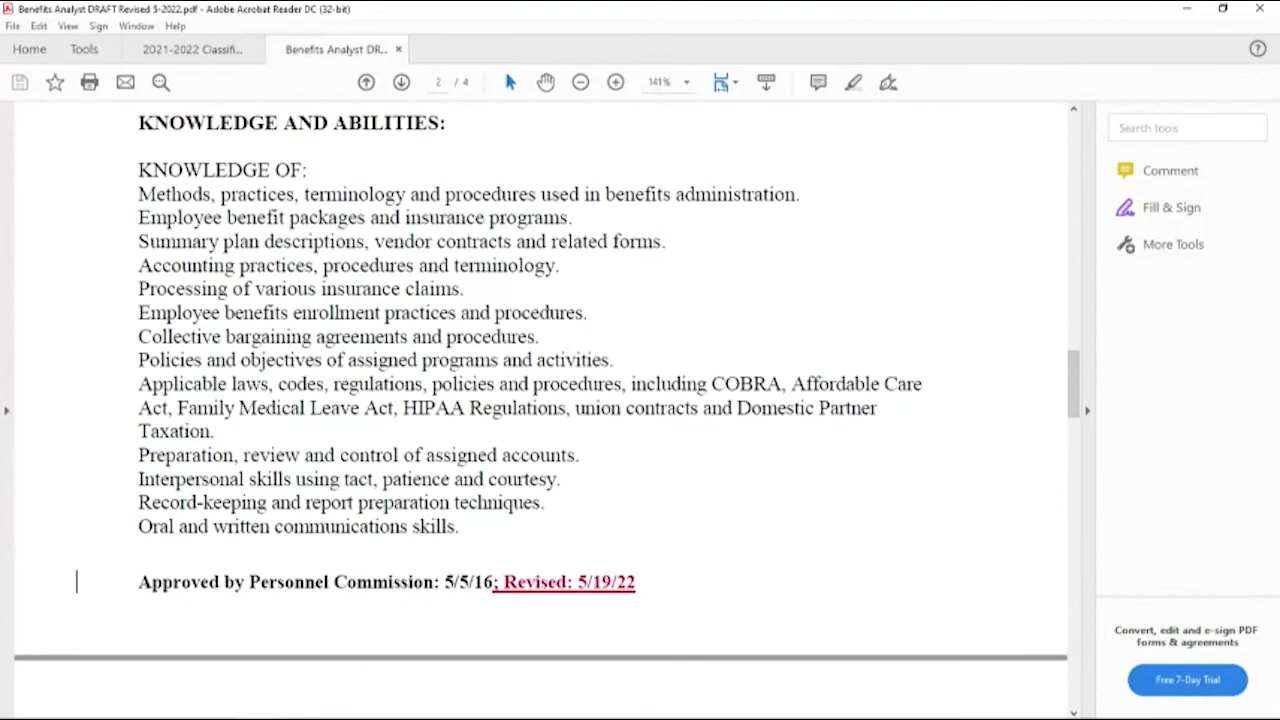 Benefits Analyst DRAFT Revised 5-2022.pdf - Adobe Acrobat Reader DC (32-bit)
File Edit View Sign Window Help
Home Tools 2021-2022 Classifi... Benefits Analyst DR...
2 / 4 141%
KNOWLEDGE AND ABILITIES:
KNOWLEDGE OF:
Methods, practices, terminology and procedures used in benefits administration.
Employee benefit packages and insurance programs.
Summary plan descriptions, vendor contracts and related forms.
Accounting practices, procedures and terminology.
Processing of various insurance claims.
Employee benefits enrollment practices and procedures.
Collective bargaining agreements and procedures.
Policies and objectives of assigned programs and activities.
Applicable laws, codes, regulations, policies and procedures, including COBRA, Affordable Care
Act, Family Medical Leave Act, HIPAA Regulations, union contracts and Domestic Partner
Taxation.
Preparation, review and control of assigned accounts.
Interpersonal skills using tact, patience and courtesy.
Record-keeping and report preparation techniques.
Oral and written communications skills.
Approved by Personnel Commission: 5/5/16; Revised: 5/19/22
Search tools
Comment
Fill & Sign
More Tools
Convert, edit and e-sign PDF
forms & agreements
Free 7-Day Trial